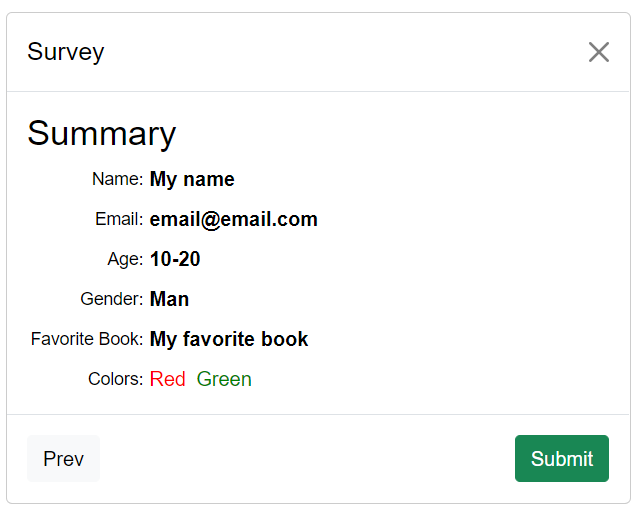 Survey
Summary
Name: My name
Email: email@email.com
Age: 10-20
Gender: Man
Favorite Book: My favorite book
Colors: Red Green
Prev Submit